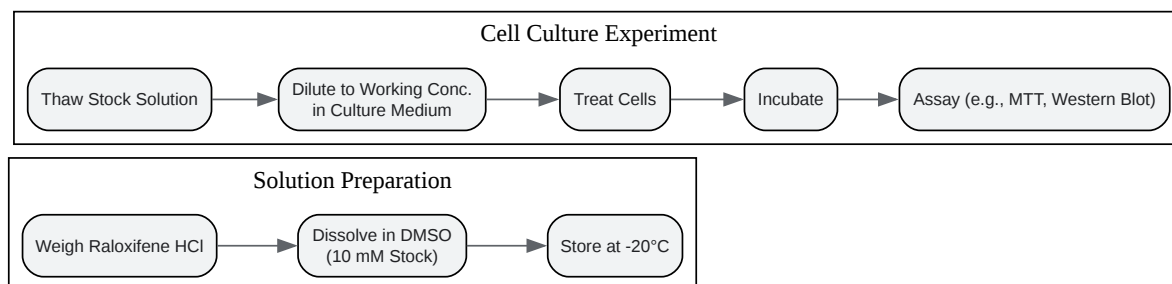 Cell Culture Experiment
Thaw Stock Solution
Dilute to Working Conc.
in Culture Medium
Treat Cells
Incubate
Assay (e.g., MTT, Western Blot)
Solution Preparation
Weigh Raloxifene HCl
Dissolve in DMSO
(10 mM Stock)
Store at -20°C